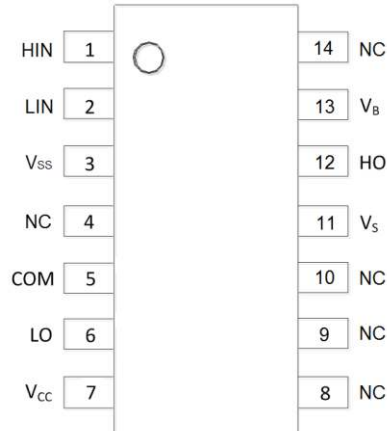 HIN 1 14 NC
LIN 2 13 VB
VSS 3 12 HO
NC 4 11 VS
COM 5 10 NC
LO 6 9 NC
VCC 7 8 NC